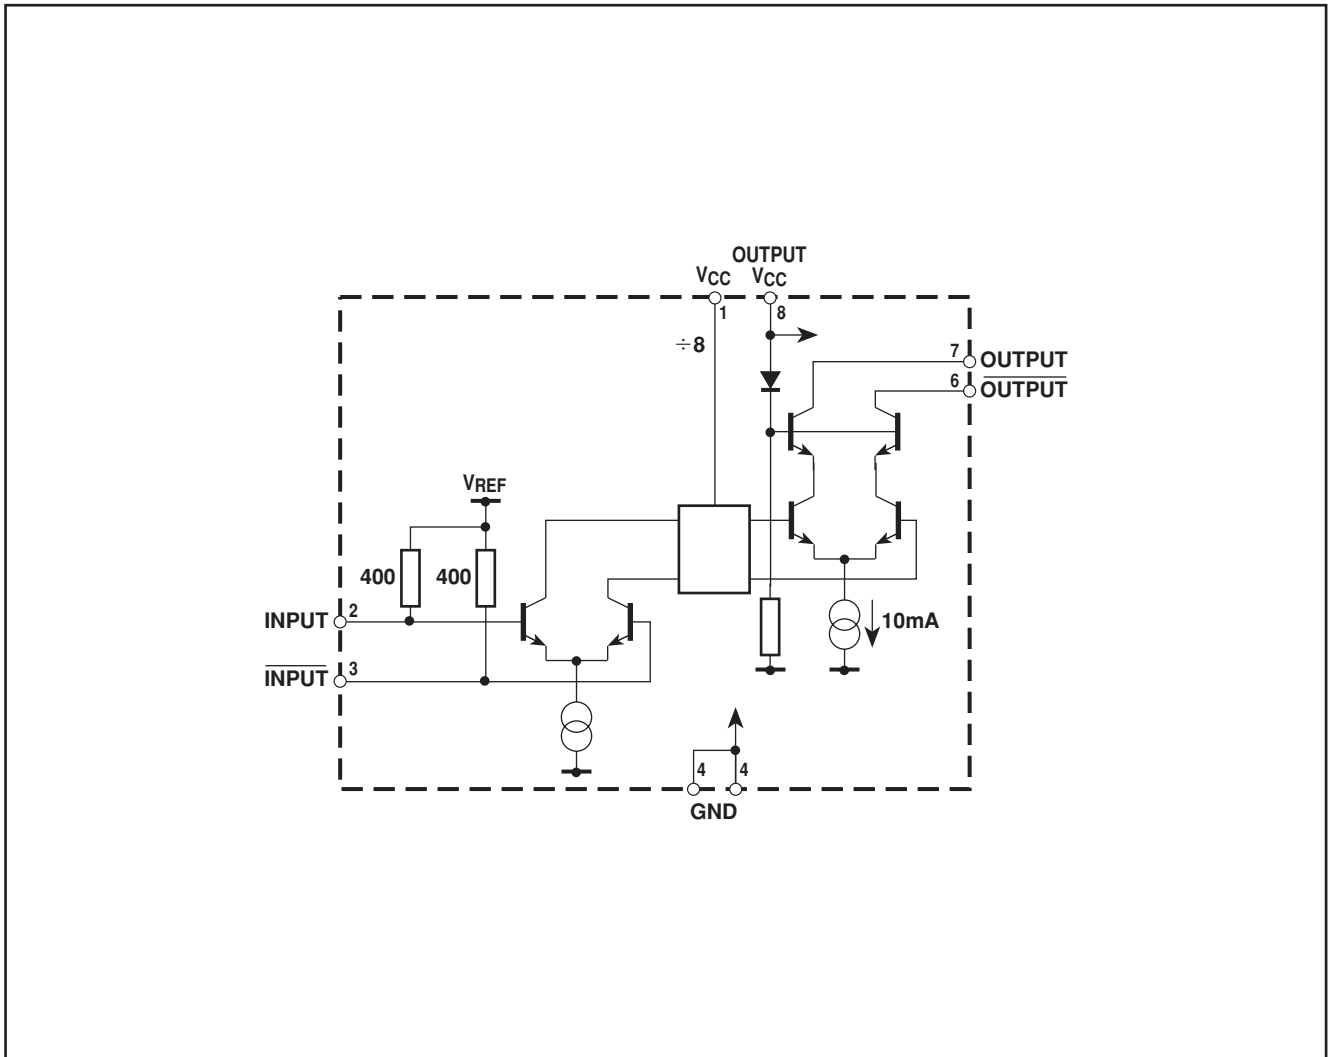 OUTPUT
VCC
VCC
1
8
÷8
7
OUTPUT
6
OUTPUT
VREF
400
400
INPUT
2
10mA
INPUT
3
4
4
GND